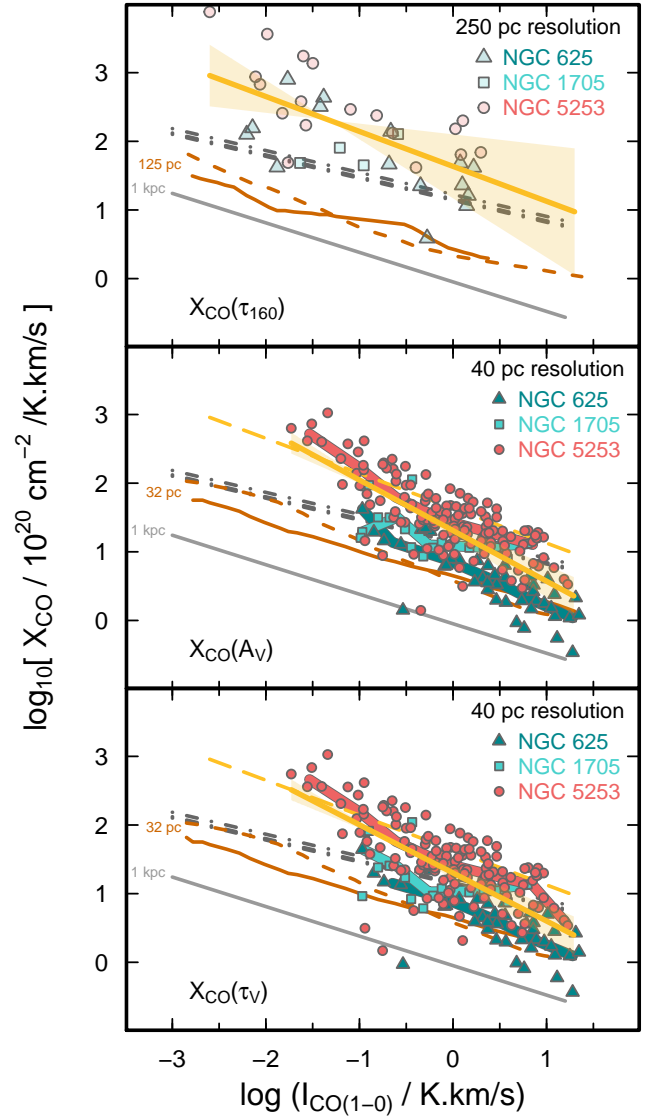 250 pc resolution
NGC 625
NGC 1705
NGC 5253
3
2
1
0
125 pc
1 kpc
X_CO(τ_160)
40 pc resolution
NGC 625
NGC 1705
NGC 5253
3
2
1
0
32 pc
1 kpc
X_CO(A_V)
40 pc resolution
NGC 625
NGC 1705
NGC 5253
3
2
1
0
32 pc
1 kpc
X_CO(τ_V)
−3 −2 −1 0 1
log (I_CO(1−0) / K.km/s)
log_10[ X_CO / 10^20 cm^−2 /K.km/s ]